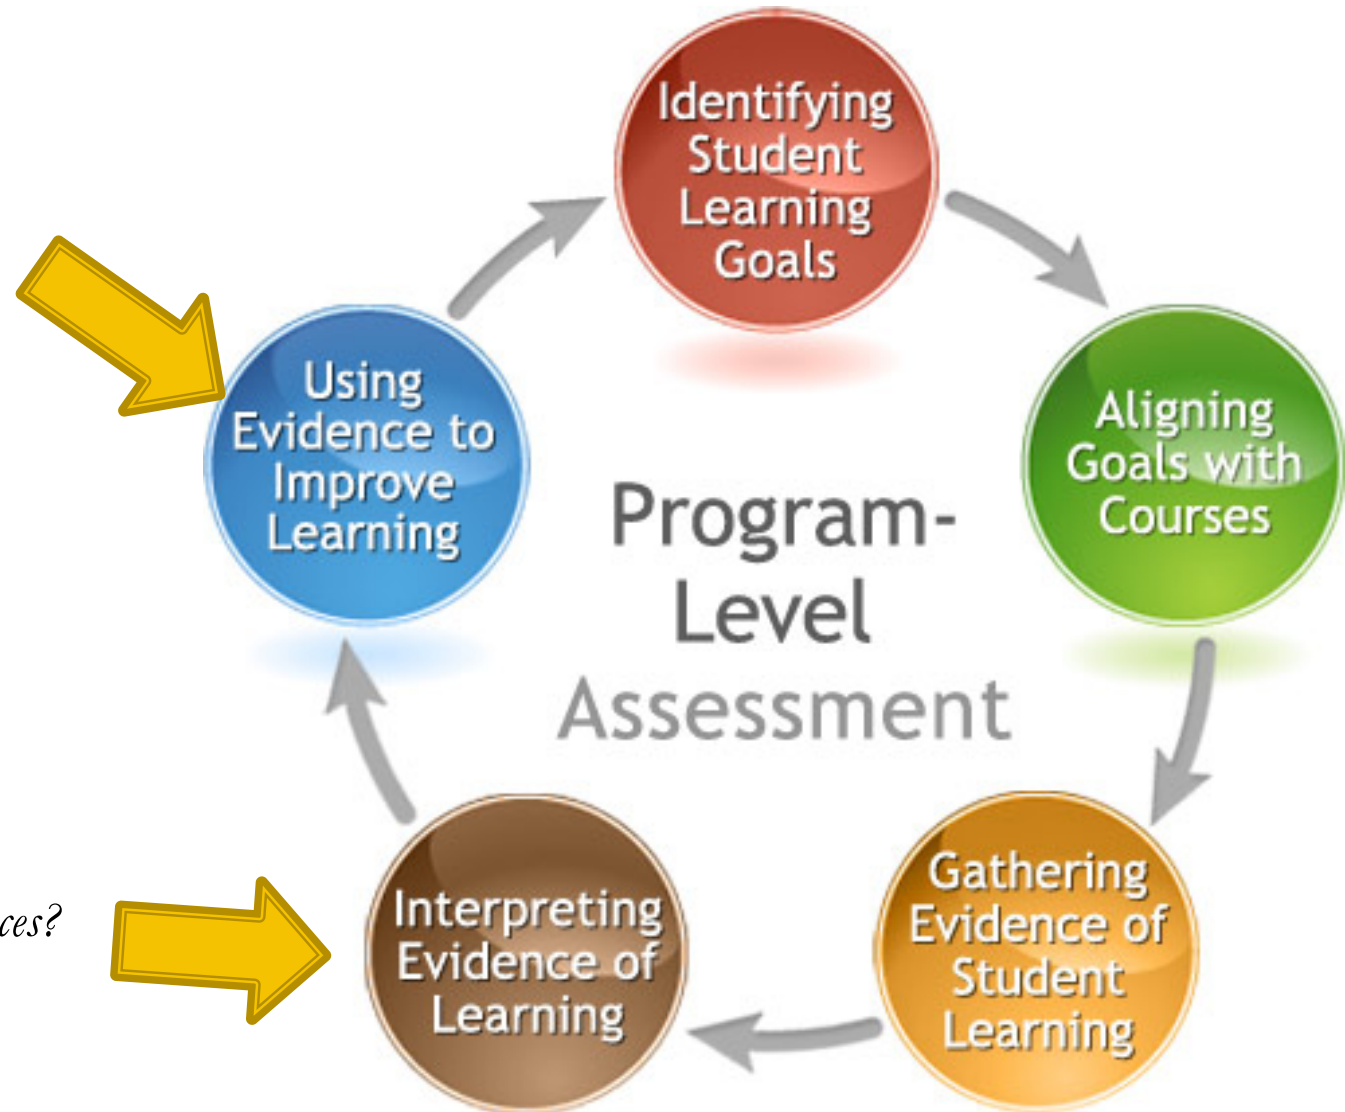 Identifying
Student
Learning
Goals
Using
Evidence to
Improve
Learning
Aligning
Goals with
Courses
Program-
Level
Assessment
Interpreting
Evidence of
Learning
Gathering
Evidence of
Student
Learning